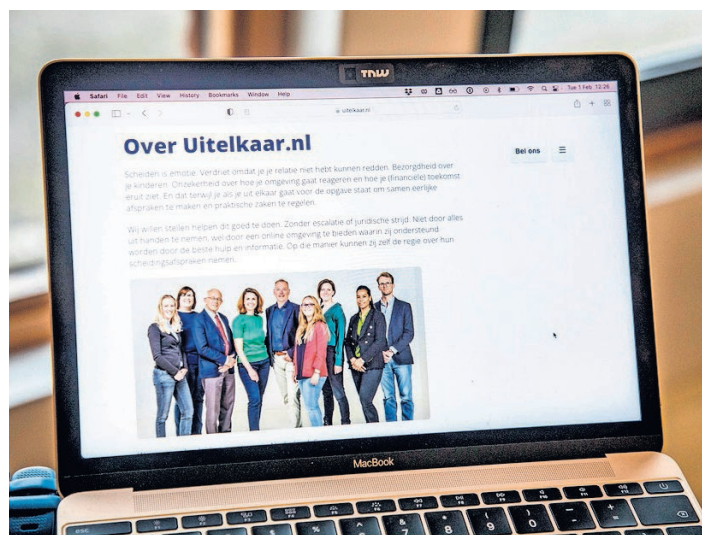 TNW
Safari File Edit View History Bookmarks Window Help
Tue 1 Feb 12:26
uitelkaar.nl
Over Uitelkaar.nl
Bel ons
Scheiden is emotie. Verdriet omdat je je relatie niet hebt kunnen redden. Bezorgdheid over
je kinderen. Onzekerheid over hoe je omgeving gaat reageren en hoe je (financiële) toekomst
eruit ziet. En dat terwijl je als je uit elkaar gaat voor de opgave staat om samen eerlijke
afspraken te maken en praktische zaken te regelen.
Wij willen stellen helpen dit goed te doen. Zonder escalatie of juridische strijd. Niet door alles
uit handen te nemen, wel door een online omgeving te bieden waarin zij ondersteund
worden door de beste hulp en informatie. Op die manier kunnen zij zelf de regie over hun
scheidingsafspraken nemen.
MacBook
esc
% ^ & * ( ) - +
7 8 9 0 =